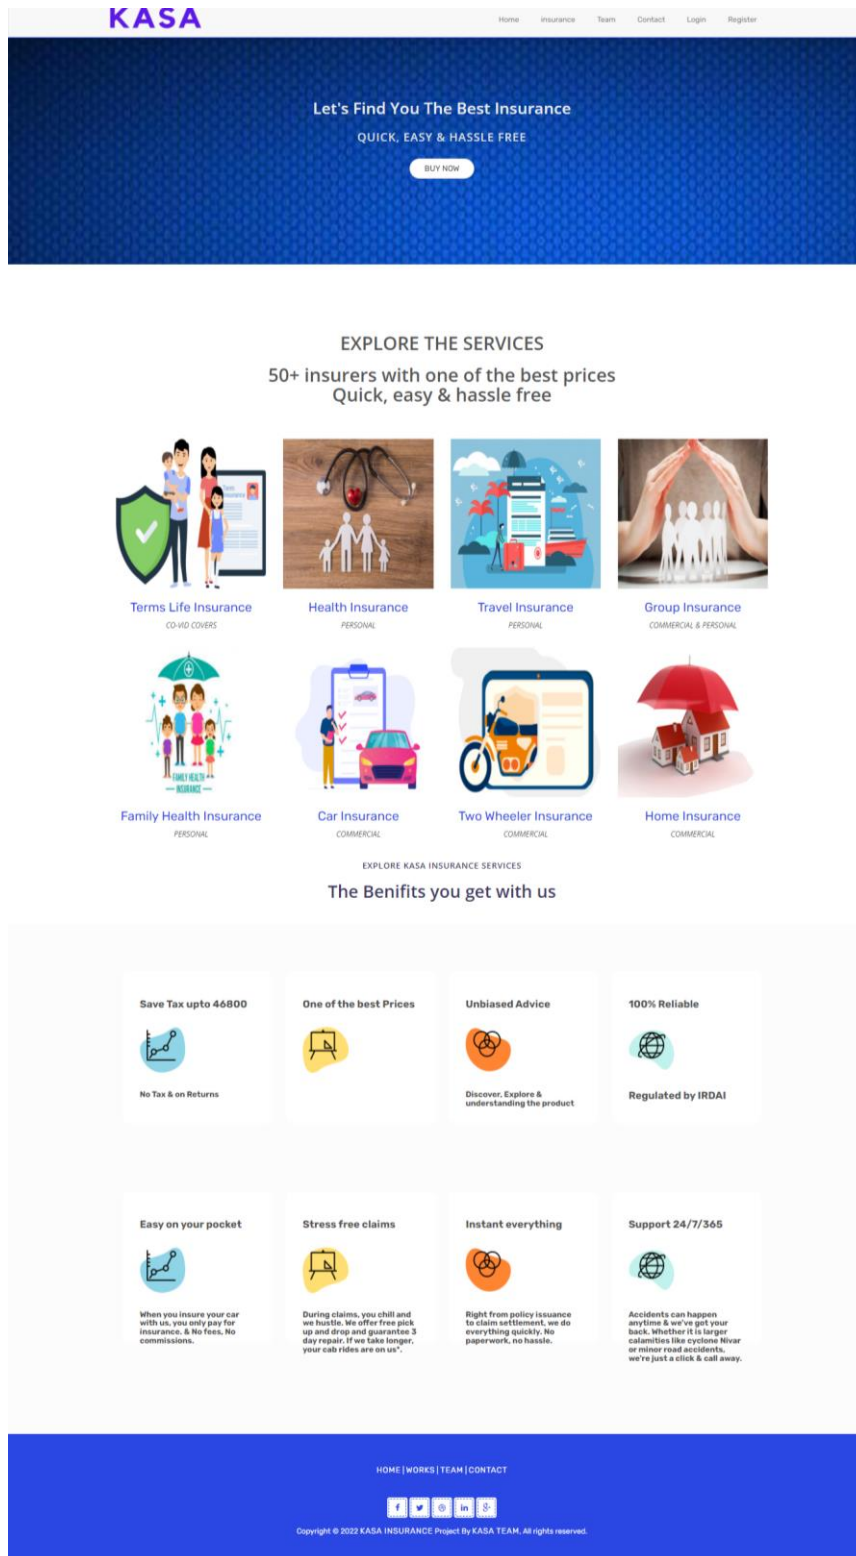 KASA
Home Insurance Team Contact Login Register
Let's Find You The Best Insurance
QUICK, EASY & HASSLE FREE
BUY NOW
EXPLORE THE SERVICES
50+ insurers with one of the best prices
Quick, easy & hassle free
Term
Insurance
Terms Life Insurance
CO-VID COVERS
Health Insurance
PERSONAL
Travel Insurance
PERSONAL
Group Insurance
COMMERCIAL & PERSONAL
FAMILY HEALTH
INSURANCE
Family Health Insurance
PERSONAL
Car Insurance
COMMERCIAL
Two Wheeler Insurance
COMMERCIAL
Home Insurance
COMMERCIAL
EXPLORE KASA INSURANCE SERVICES
The Benifits you get with us
Save Tax upto 46800
No Tax & on Returns
One of the best Prices
Unbiased Advice
Discover, Explore &
understanding the product
100% Reliable
Regulated by IRDAI
Easy on your pocket
When you insure your car
with us, you only pay for
insurance. & No fees, No
commissions.
Stress free claims
During claims, you chill and
we hustle. We offer free pick
up and drop and guarantee 3
day repair. If we take longer,
your cab rides are on us*.
Instant everything
Right from policy issuance
to claim settlement, we do
everything quickly. No
paperwork, no hassle.
Support 24/7/365
Accidents can happen
anytime & we've got your
back. Whether it is larger
calamities like cyclone Nivar
or minor road accidents,
we're just a click & call away.
HOME | WORKS | TEAM | CONTACT
Copyright © 2022 KASA INSURANCE Project By KASA TEAM, All rights reserved.